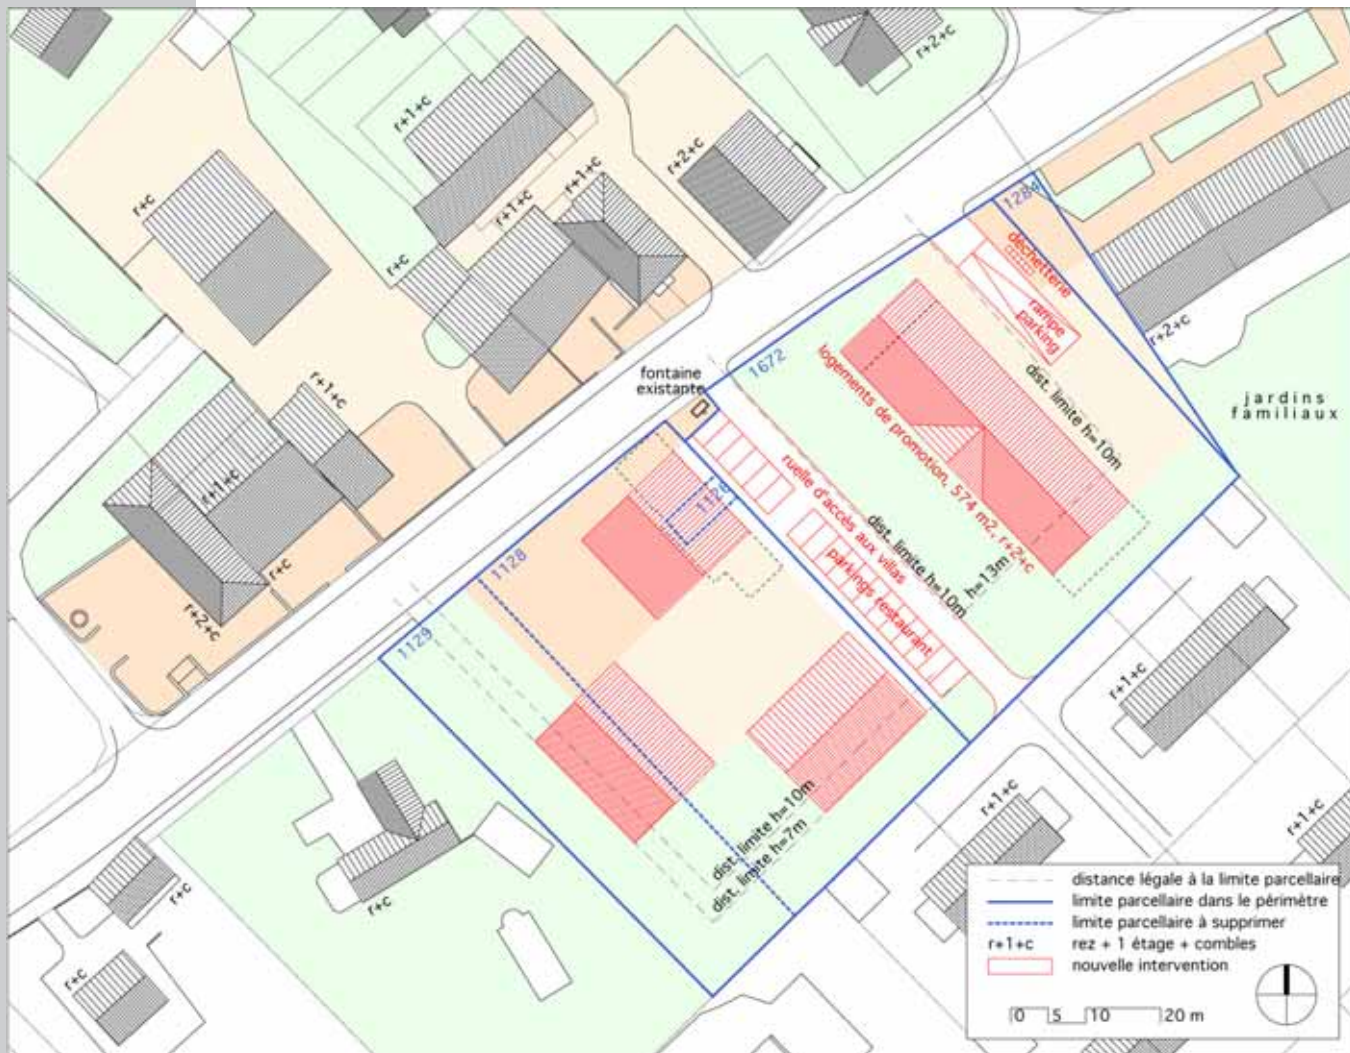 r+2+c
r+1+c
r+2+c
r+c
r+1+c
r+1+c
r+c
1284
déchetterie
rampe
parking
r+2+c
1672
fontaine
existante
r+1+c
dist. limite h=10m
jardins
familiaux
logements de promotion, 574 m2, r+2+c
r+1+c
ruelle d'accès aux villas
1126
dist. limite h=10m
h=13m
parkings restaurant
1128
r+c
r+2+c
1129
r+1+c
dist. limite h=10m
dist. limite h=7m
r+1+c
r+1+c
r+c
r+c
r+c
distance légale à la limite parcellaire
limite parcellaire dans le périmètre
limite parcellaire à supprimer
r+1+c rez + 1 étage + combles
nouvelle intervention
0 5 10 20 m